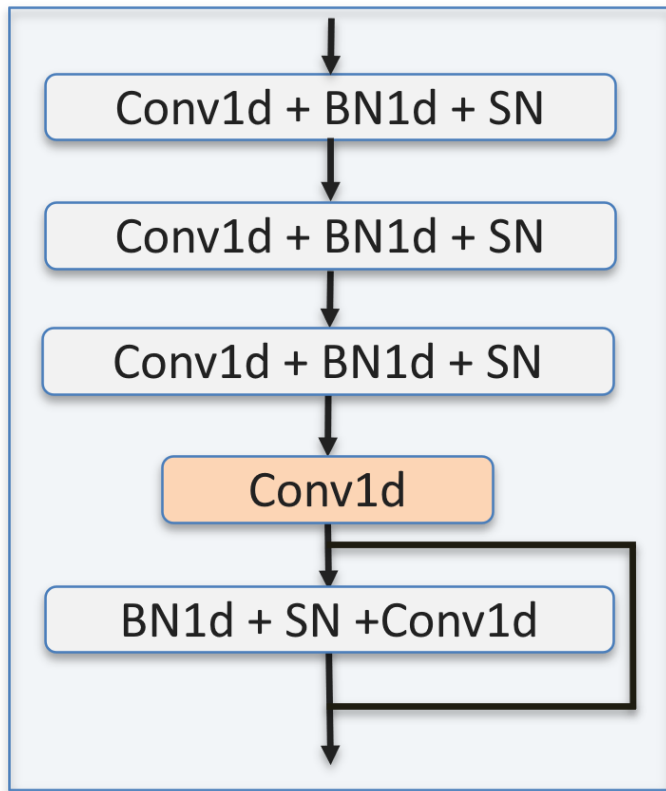 Conv1d + BN1d + SN
Conv1d + BN1d + SN
Conv1d + BN1d + SN
Conv1d
BN1d + SN +Conv1d